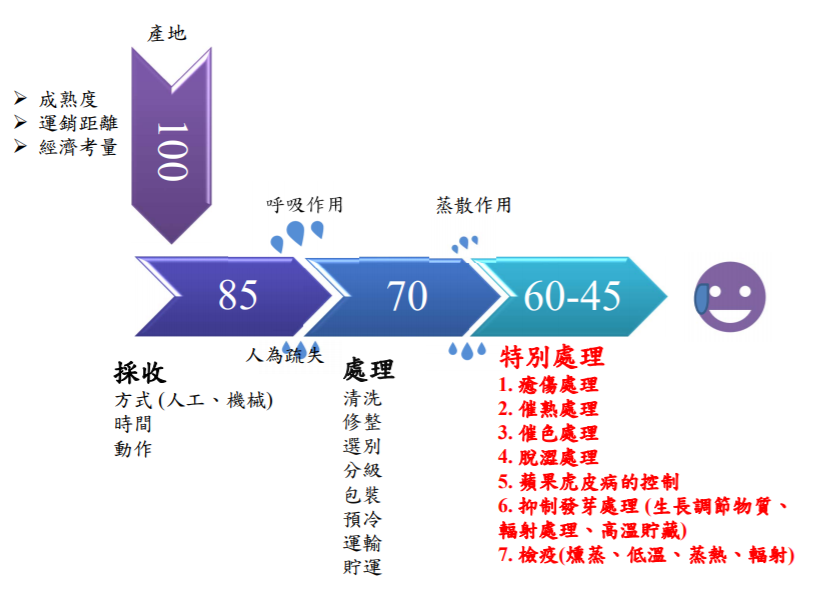 產地
➢ 成熟度
➢ 運銷距離
➢ 經濟考量
100
呼吸作用
蒸散作用
85
70
60-45
人為疏失
採收
方式 (人工、機械)
時間
動作
處理
清洗
修整
選別
分級
包裝
預冷
運輸
貯運
特別處理
1. 癒傷處理
2. 催熟處理
3. 催色處理
4. 脫澀處理
5. 蘋果虎皮病的控制
6. 抑制發芽處理 (生長調節物質、
輻射處理、高溫貯藏)
7. 檢疫(燻蒸、低溫、蒸熱、輻射)